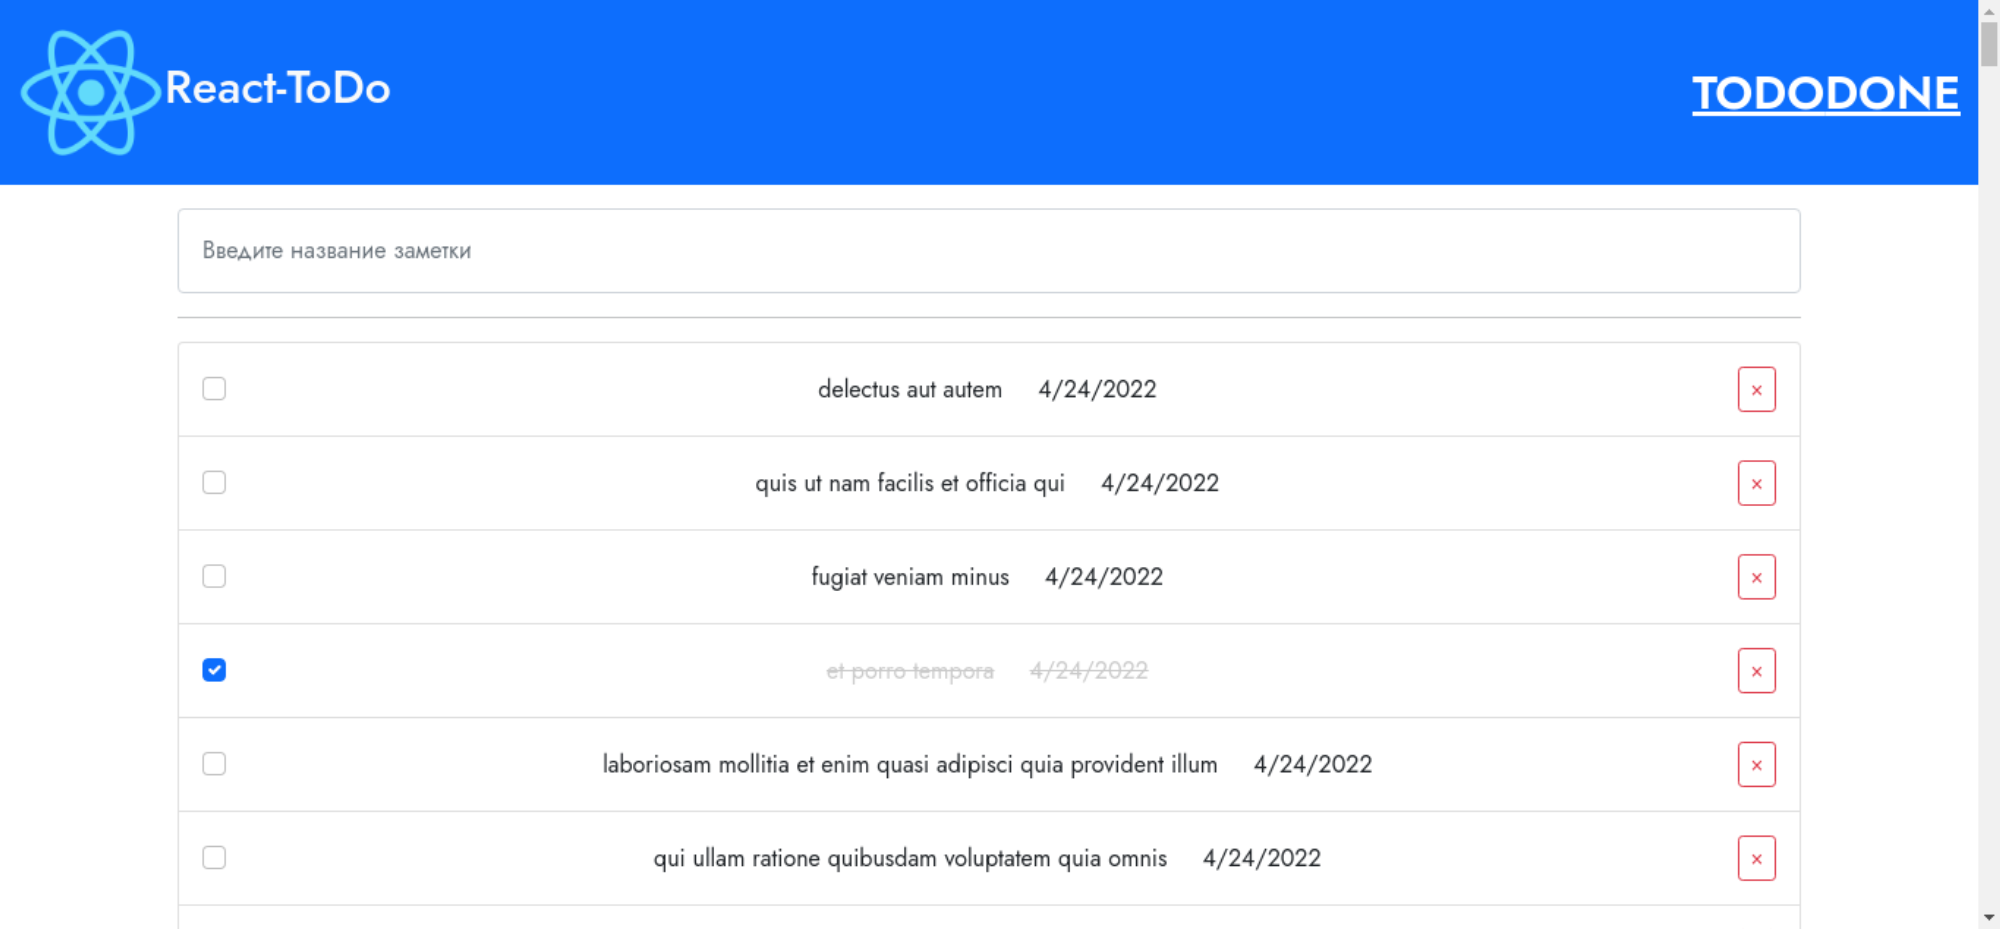 React-ToDo
TODODONE
Введите название заметки
delectus aut autem 4/24/2022 ×
quis ut nam facilis et officia qui 4/24/2022 ×
fugiat veniam minus 4/24/2022 ×
et porro tempora 4/24/2022 ×
laboriosam mollitia et enim quasi adipisci quia provident illum 4/24/2022 ×
qui ullam ratione quibusdam voluptatem quia omnis 4/24/2022 ×